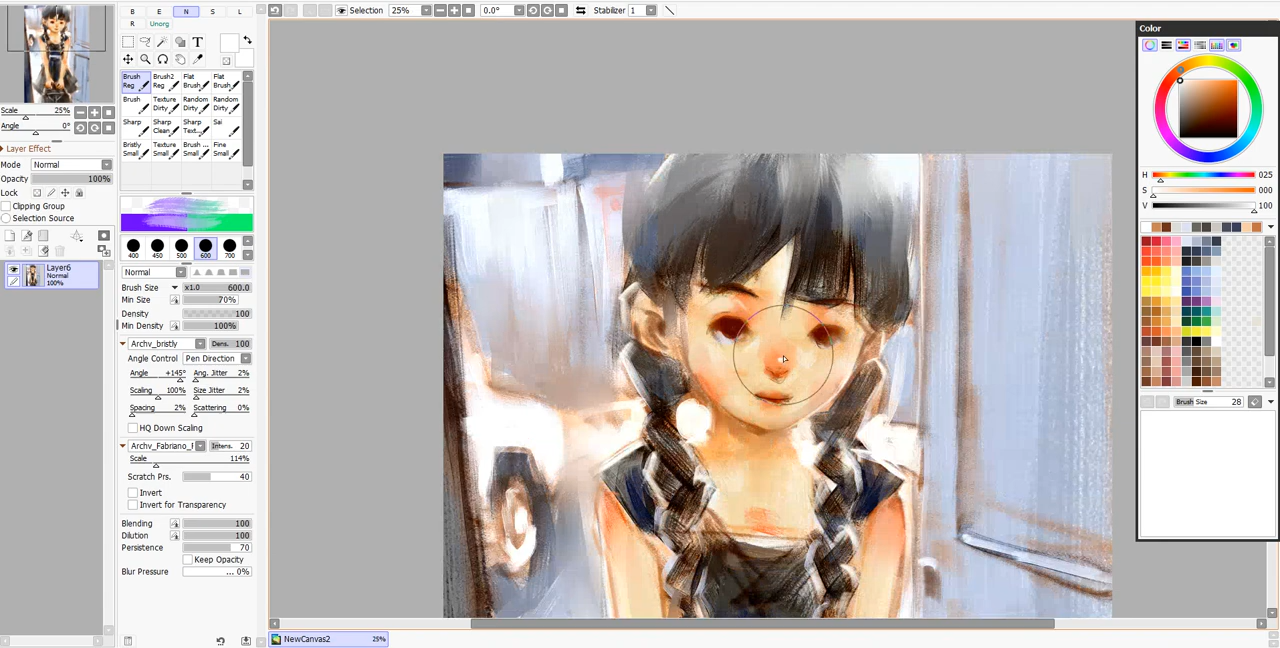 Selection 25% 0.0° Stabilizer 1
B E N S L
R Unorg
T
Scale 25%
Angle 0°
Layer Effect
Mode Normal
Opacity 100%
Lock
Clipping Group
Selection Source
Layer6
Normal
100%
Brush Reg Brush2 Reg Flat Brush Flat Brush
Brush Texture Dirty Random Dirty Random Dirty
Sharp Sharp Clean Sharp Text... Sai
Bristly Small Texture Small Brush ... Small Fine Small
400 450 500 600 700
Normal
Brush Size x1.0 600.0
Min Size 70%
Density 100
Min Density 100%
Archv_bristly Dens. 100
Angle Control Pen Direction
Angle +145° Ang. Jitter 2%
Scaling 100% Size Jitter 2%
Spacing 2% Scattering 0%
HQ Down Scaling
Archv_Fabriano_F Intens. 20
Scale 114%
Scratch Prs. 40
Invert
Invert for Transparency
Blending 100
Dilution 100
Persistence 70
Keep Opacity
Blur Pressure ... 0%
NewCanvas2 25%
Color
H 025
S 000
V 100
Brush Size 28